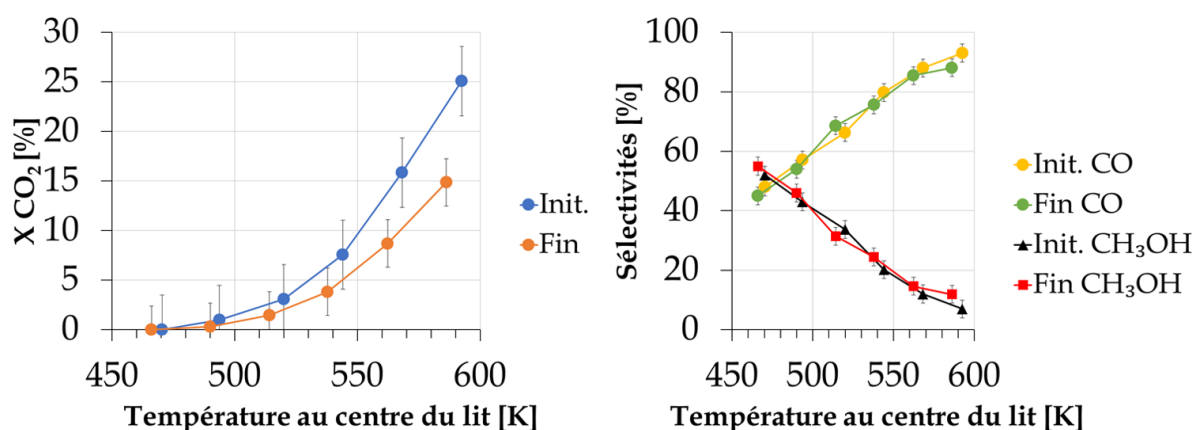 30
25
20
15
10
5
0
X CO2 [%]
450 500 550 600
Température au centre du lit [K]
Init.
Fin
100
80
60
40
20
0
Sélectivités [%]
450 500 550 600
Température au centre du lit [K]
Init. CO
Fin CO
Init. CH3OH
Fin CH3OH